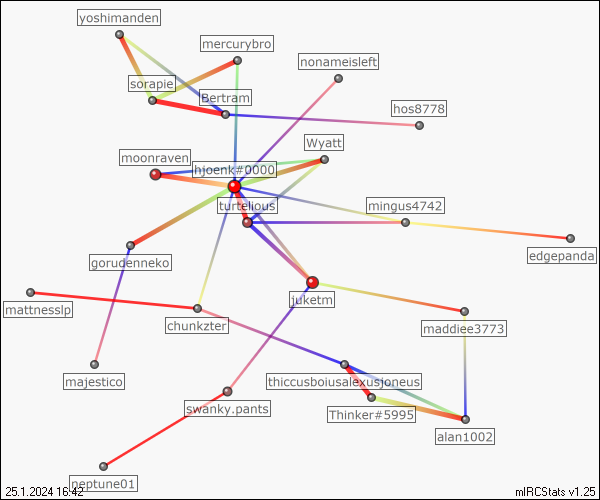 yoshimanden
mercurybro
nonameisleft
sorapie
Bertram
hos8778
Wyatt
moonraven
hjoenk#0000
turtelious
mingus4742
edgepanda
gorudenneko
juketm
mattnesslp
chunkzter
maddiee3773
majestico
thiccusboiusalexusjoneus
swanky.pants
Thinker#5995
alan1002
neptune01
25.1.2024 16:42
mIRCStats v1.25